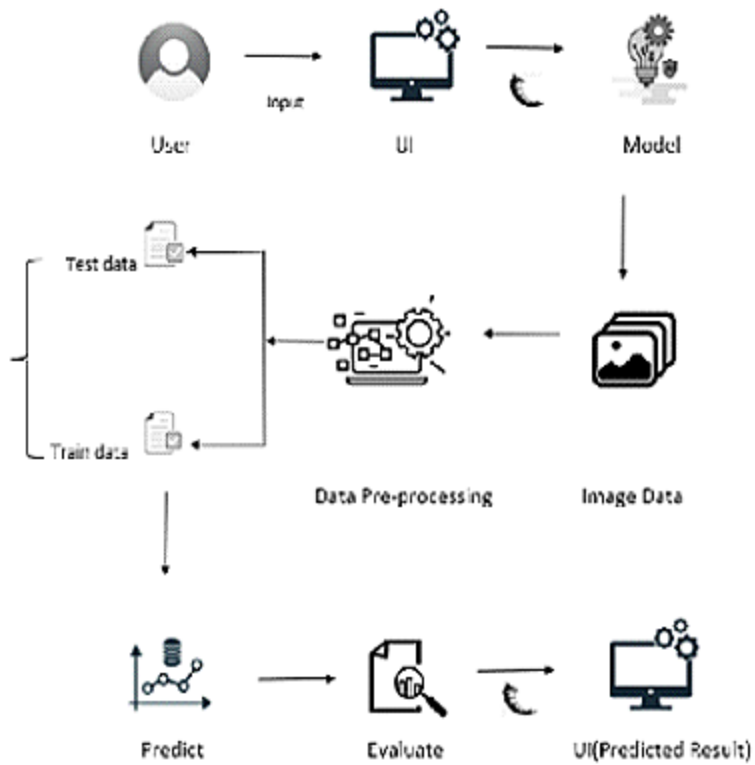 Input
User
UI
Model
Test data
Train data
Data Pre-processing
Image Data
Predict
Evaluate
UI(Predicted Result)